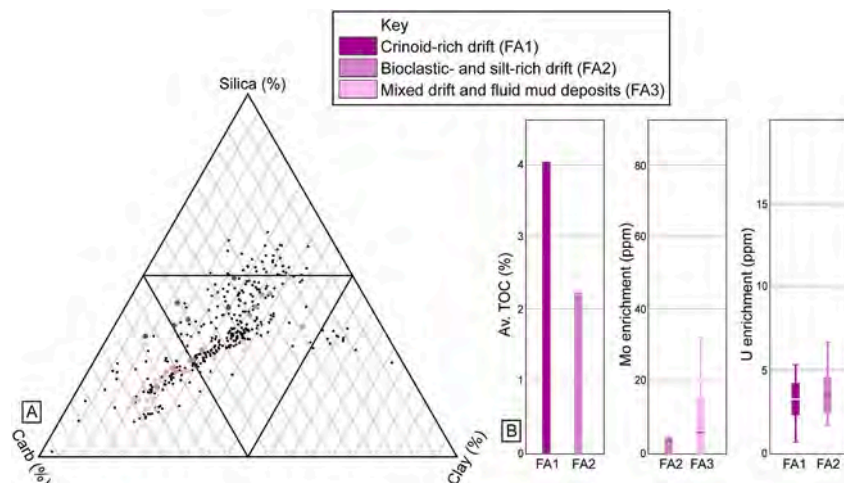 Key
Crinoid-rich drift (FA1)
Bioclastic- and silt-rich drift (FA2)
Mixed drift and fluid mud deposits (FA3)
Silica (%)
A
Carb (%)
Clay (%)
Av. TOC (%)
4
3
2
1
0
B
FA1 FA2
Mo enrichment (ppm)
80
60
40
20
0
FA2 FA3
U enrichment (ppm)
15
10
5
0
FA1 FA2